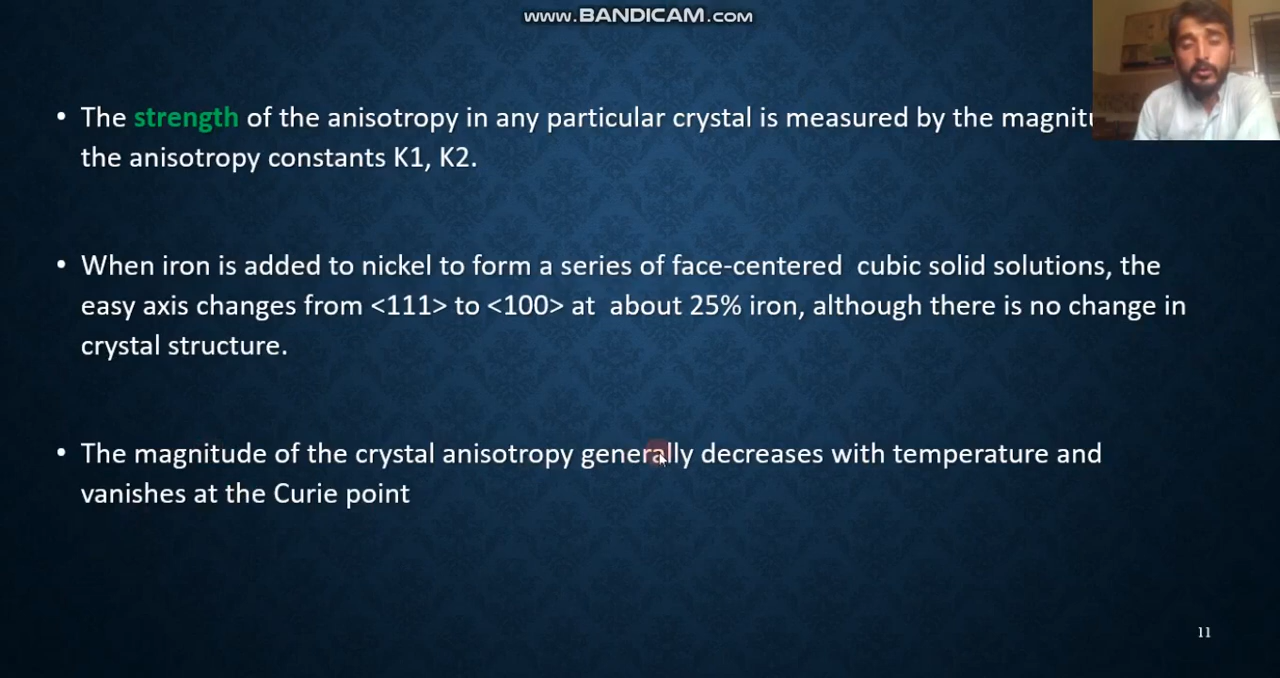 www.BANDICAM.com
• The strength of the anisotropy in any particular crystal is measured by the
the anisotropy constants K1, K2.
• When iron is added to nickel to form a series of face-centered cubic solid solutions, the
easy axis changes from <111> to <100> at about 25% iron, although there is no change in
crystal structure.
• The magnitude of the crystal anisotropy generally decreases with temperature and
vanishes at the Curie point
11